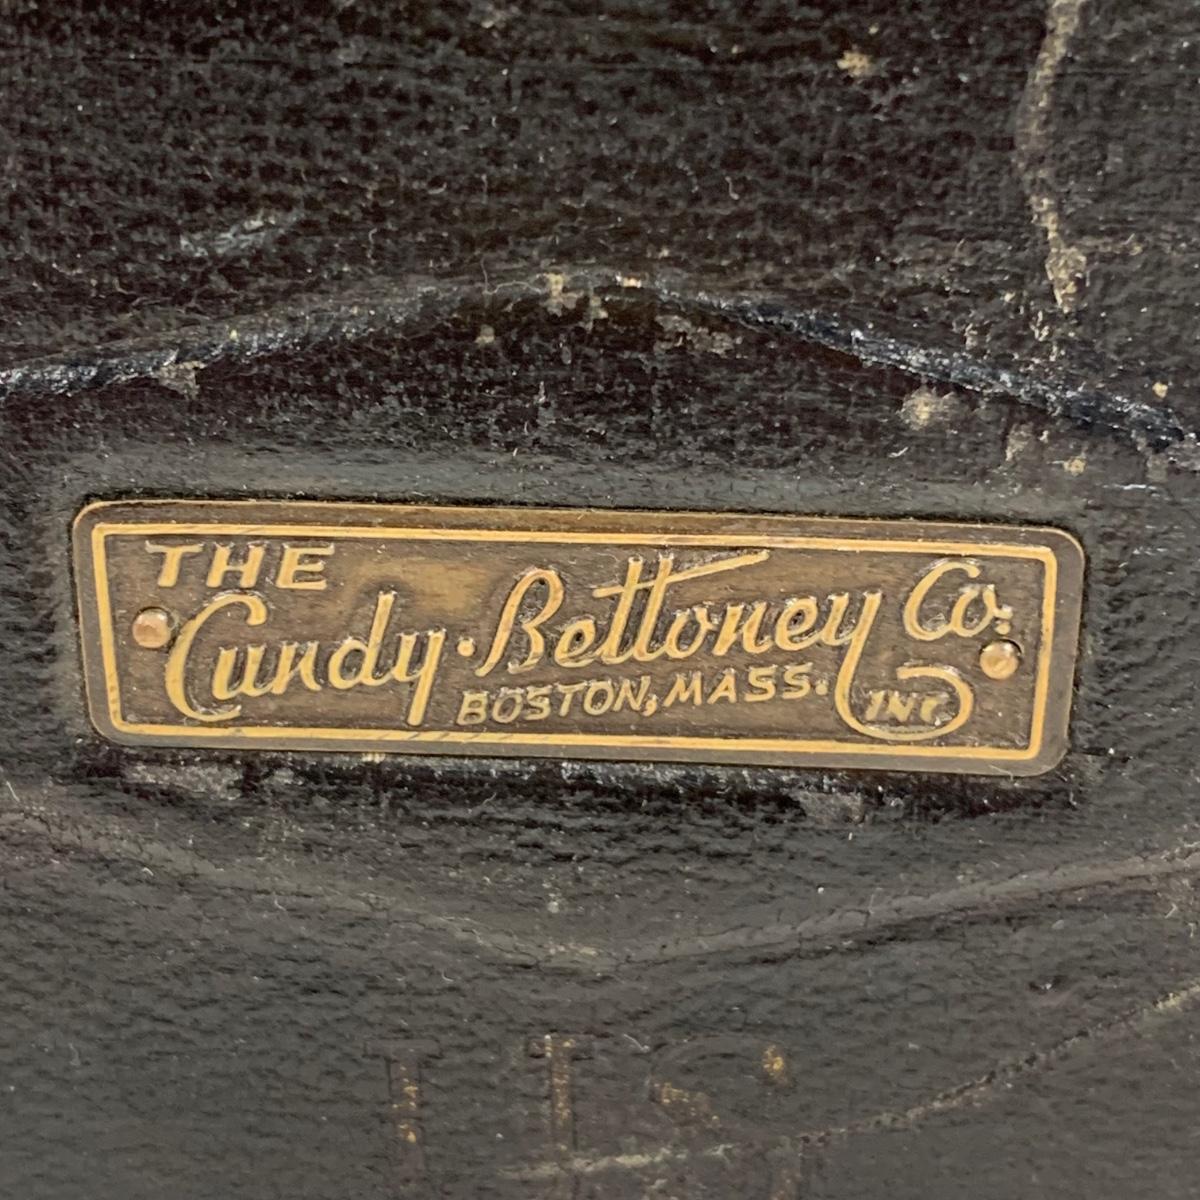 THE
Cundy-Bettoney Co.
BOSTON, MASS. INC